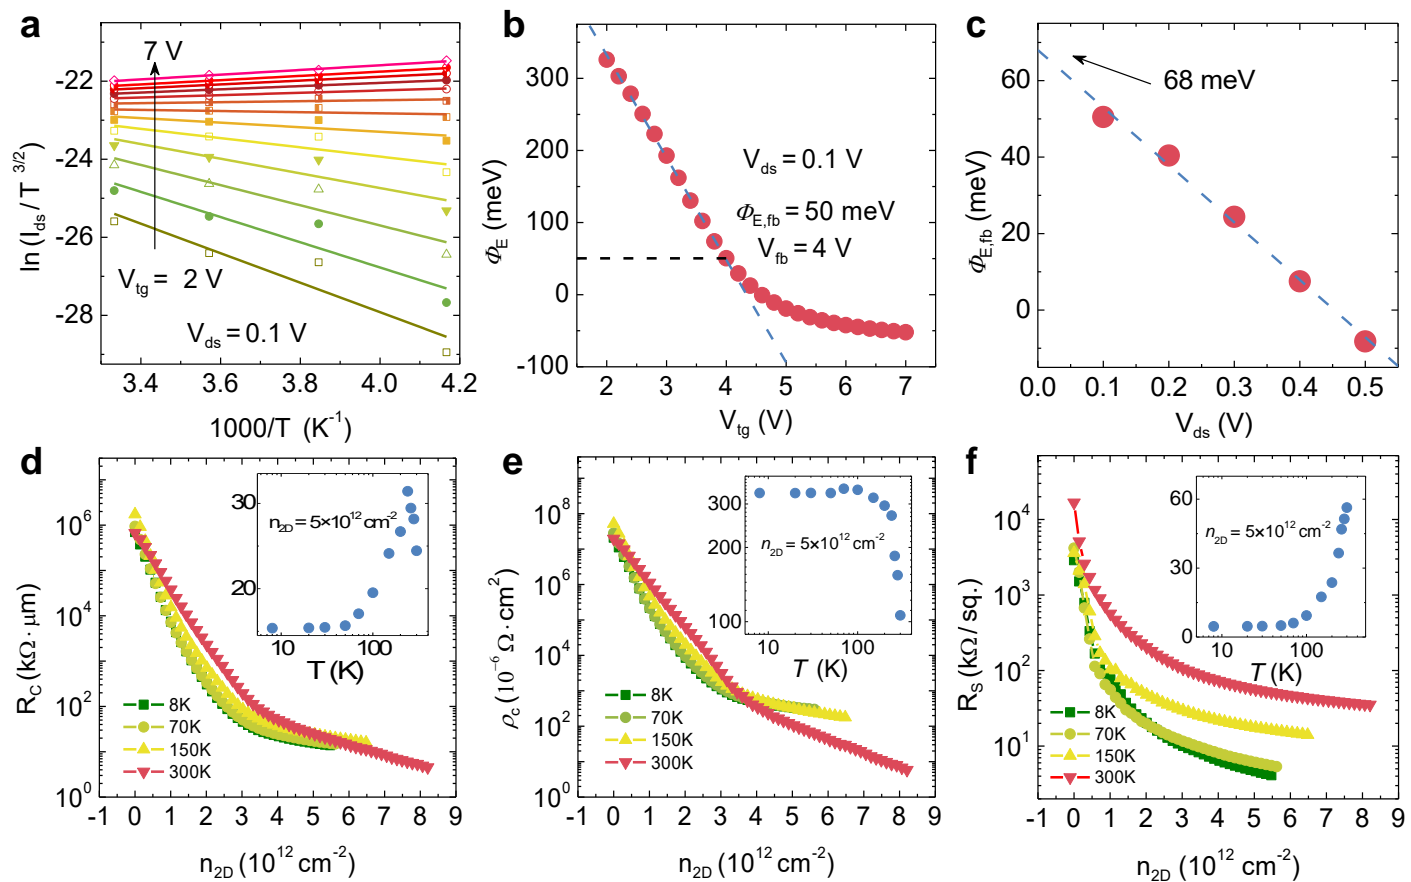 a
7 V
V_tg = 2 V
V_ds = 0.1 V
-22
-24
-26
-28
ln (I_ds / T^3/2)
3.4
3.6
3.8
4.0
4.2
1000/T (K^-1)
b
300
200
100
0
-100
Φ_E (meV)
V_ds = 0.1 V
Φ_E,fb = 50 meV
V_fb = 4 V
2
3
4
5
6
7
V_tg (V)
c
68 meV
60
40
20
0
Φ_E,fb (meV)
0.0
0.1
0.2
0.3
0.4
0.5
V_ds (V)
d
10^6
10^4
10^2
10^0
R_C (kΩ· μm)
30
20
n_2D = 5×10^12 cm^-2
10
100
T (K)
8K
70K
150K
300K
-1 0 1 2 3 4 5 6 7 8 9
n_2D (10^12 cm^-2)
e
10^8
10^6
10^4
10^2
10^0
ρ_c (10^-6 Ω·cm^2)
300
200
100
n_2D = 5×10^12 cm^-2
10
100
T (K)
8K
70K
150K
300K
-1 0 1 2 3 4 5 6 7 8 9
n_2D (10^12 cm^-2)
f
10^4
10^3
10^2
10^1
R_S (kΩ/ sq.)
60
30
0
n_2D = 5×10^12 cm^-2
10
100
T (K)
8K
70K
150K
300K
-1 0 1 2 3 4 5 6 7 8 9
n_2D (10^12 cm^-2)